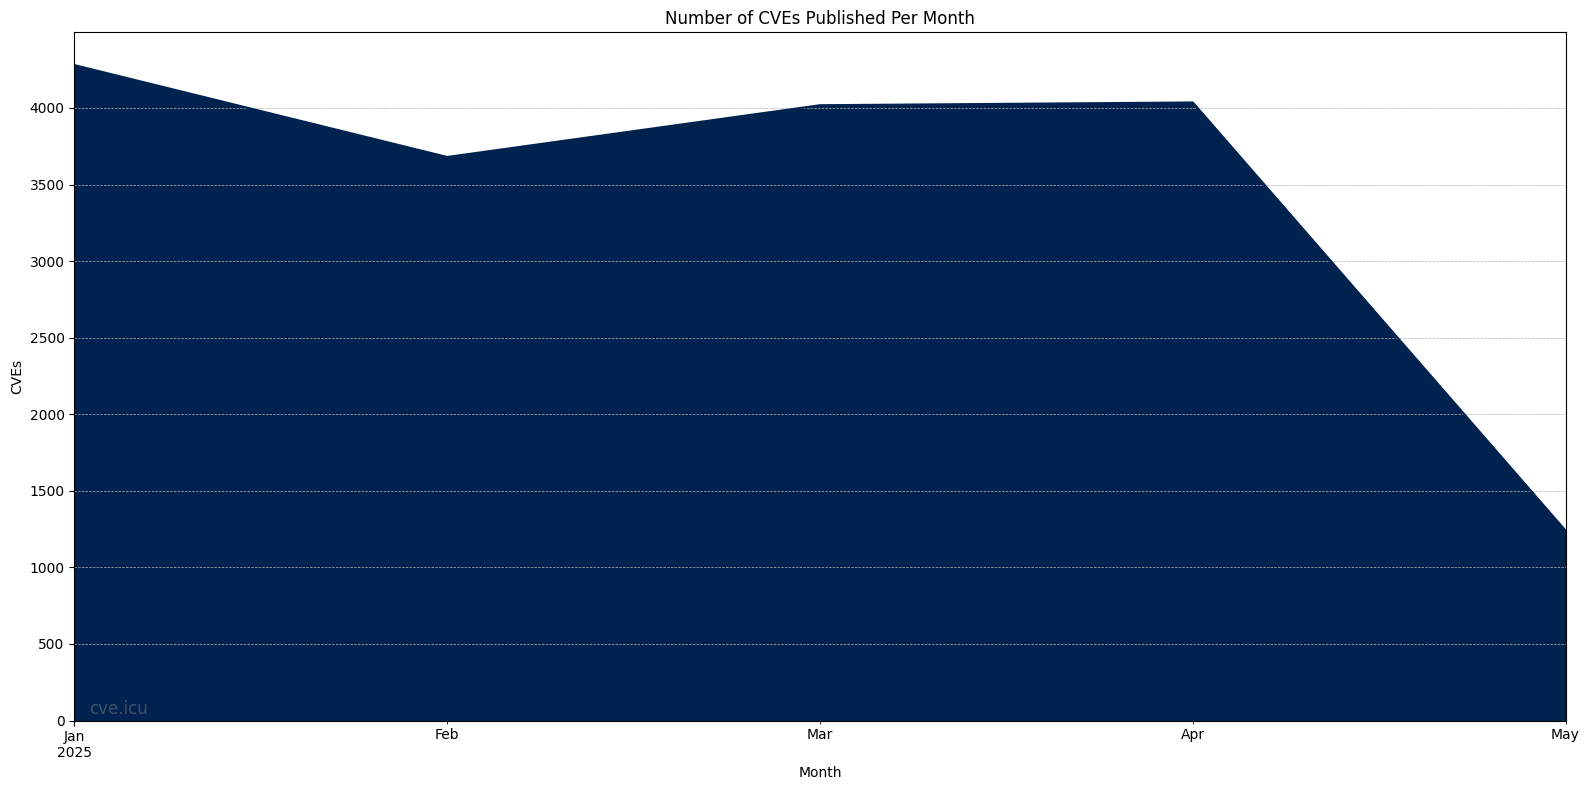 Number of CVEs Published Per Month
CVEs
4000
3500
3000
2500
2000
1500
1000
500
0
cve.icu
Jan Feb Mar Apr May
2025
Month